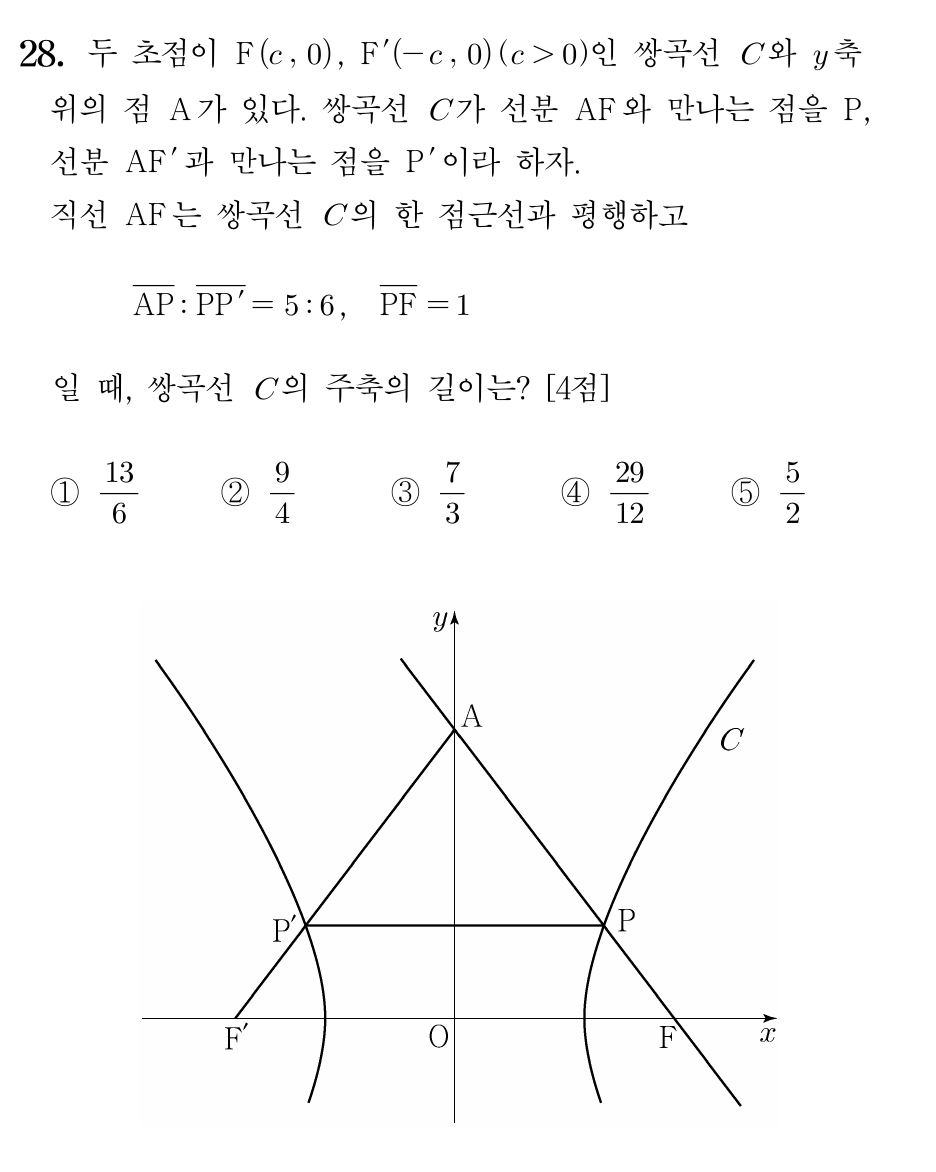 28. 두 초점이 F(c, 0), F′(−c, 0)(c>0)인 쌍곡선 C와 y축
위의 점 A가 있다. 쌍곡선 C가 선분 AF와 만나는 점을 P,
선분 AF′과 만나는 점을 P′이라 하자.
직선 AF는 쌍곡선 C의 한 점근선과 평행하고
\overline{AP} : \overline{PP′} = 5 : 6, \overline{PF} = 1
일 때, 쌍곡선 C의 주축의 길이는? [4점]
① 13/6 ② 9/4 ③ 7/3 ④ 29/12 ⑤ 5/2
y
A
C
P′ P
F′ O F x